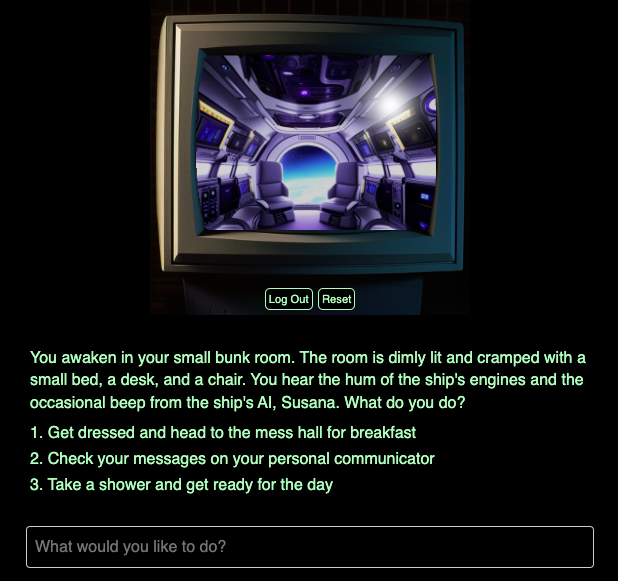 Log Out Reset
You awaken in your small bunk room. The room is dimly lit and cramped with a
small bed, a desk, and a chair. You hear the hum of the ship's engines and the
occasional beep from the ship's AI, Susana. What do you do?
1. Get dressed and head to the mess hall for breakfast
2. Check your messages on your personal communicator
3. Take a shower and get ready for the day
What would you like to do?